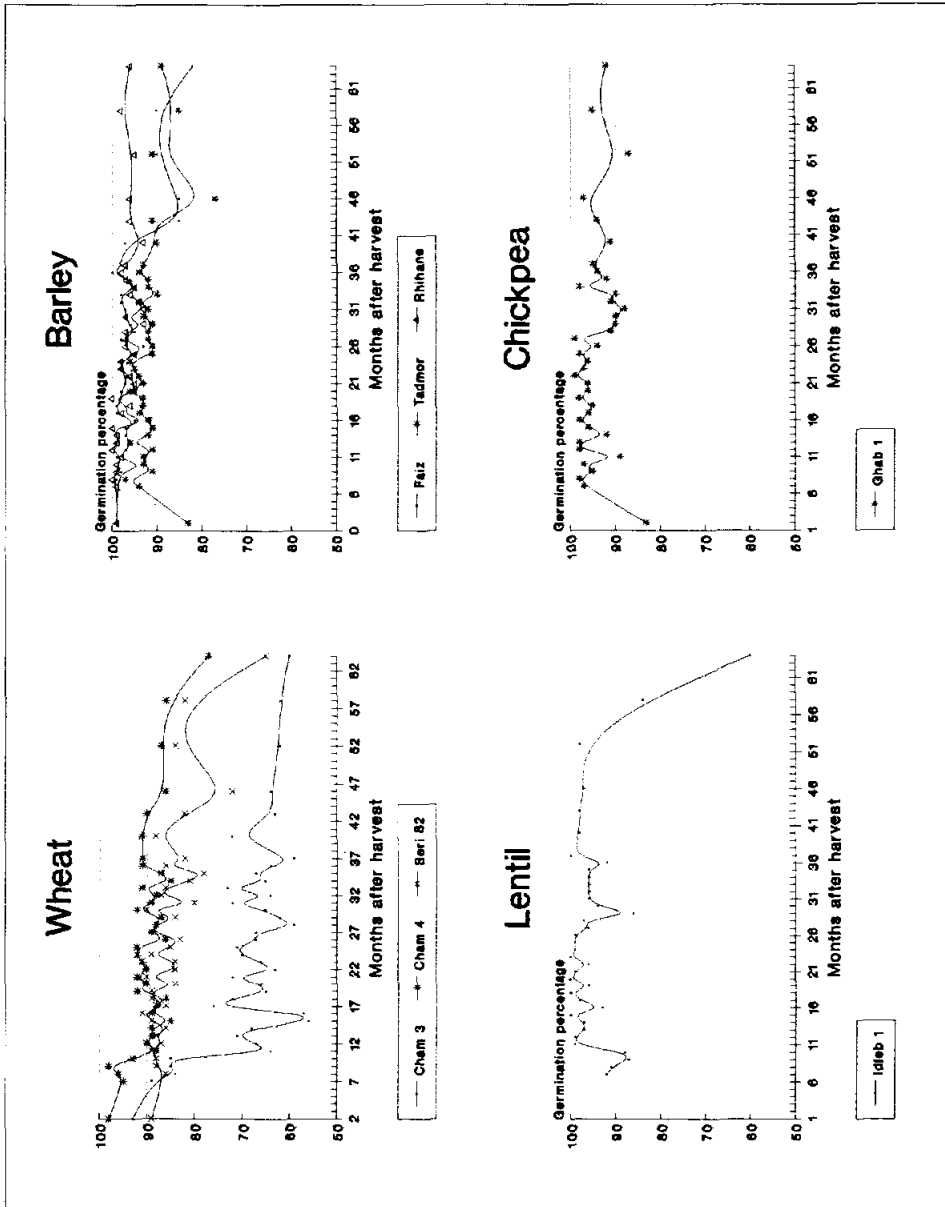 Wheat
100
90
80
70
60
50
2 7 12 17 22 27 32 37 42 47 52 57 62
Months after harvest
Cham 3 Cham 4 Seri 82
Barley
Germination percentage
100
90
80
70
60
50
0 6 11 16 21 26 31 36 41 46 51 56 61
Months after harvest
Faiz Tadmor Rhihane
Lentil
Germination percentage
100
90
80
70
60
50
1 6 11 16 21 26 31 36 41 46 51 56 61
Months after harvest
Idleb 1
Chickpea
Germination percentage
100
90
80
70
60
50
1 6 11 16 21 26 31 36 41 46 51 56 61
Months after harvest
Ghab 1